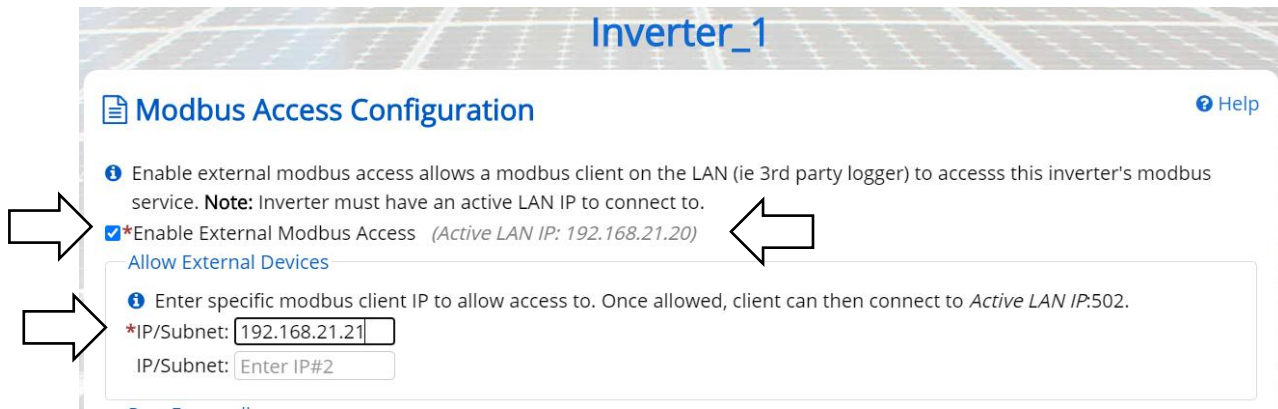 Inverter_1
Modbus Access Configuration
Help
Enable external modbus access allows a modbus client on the LAN (ie 3rd party logger) to accesss this inverter's modbus
service. Note: Inverter must have an active LAN IP to connect to.
*Enable External Modbus Access (Active LAN IP: 192.168.21.20)
Allow External Devices
Enter specific modbus client IP to allow access to. Once allowed, client can then connect to Active LAN IP:502.
*IP/Subnet: 192.168.21.21
IP/Subnet: Enter IP#2